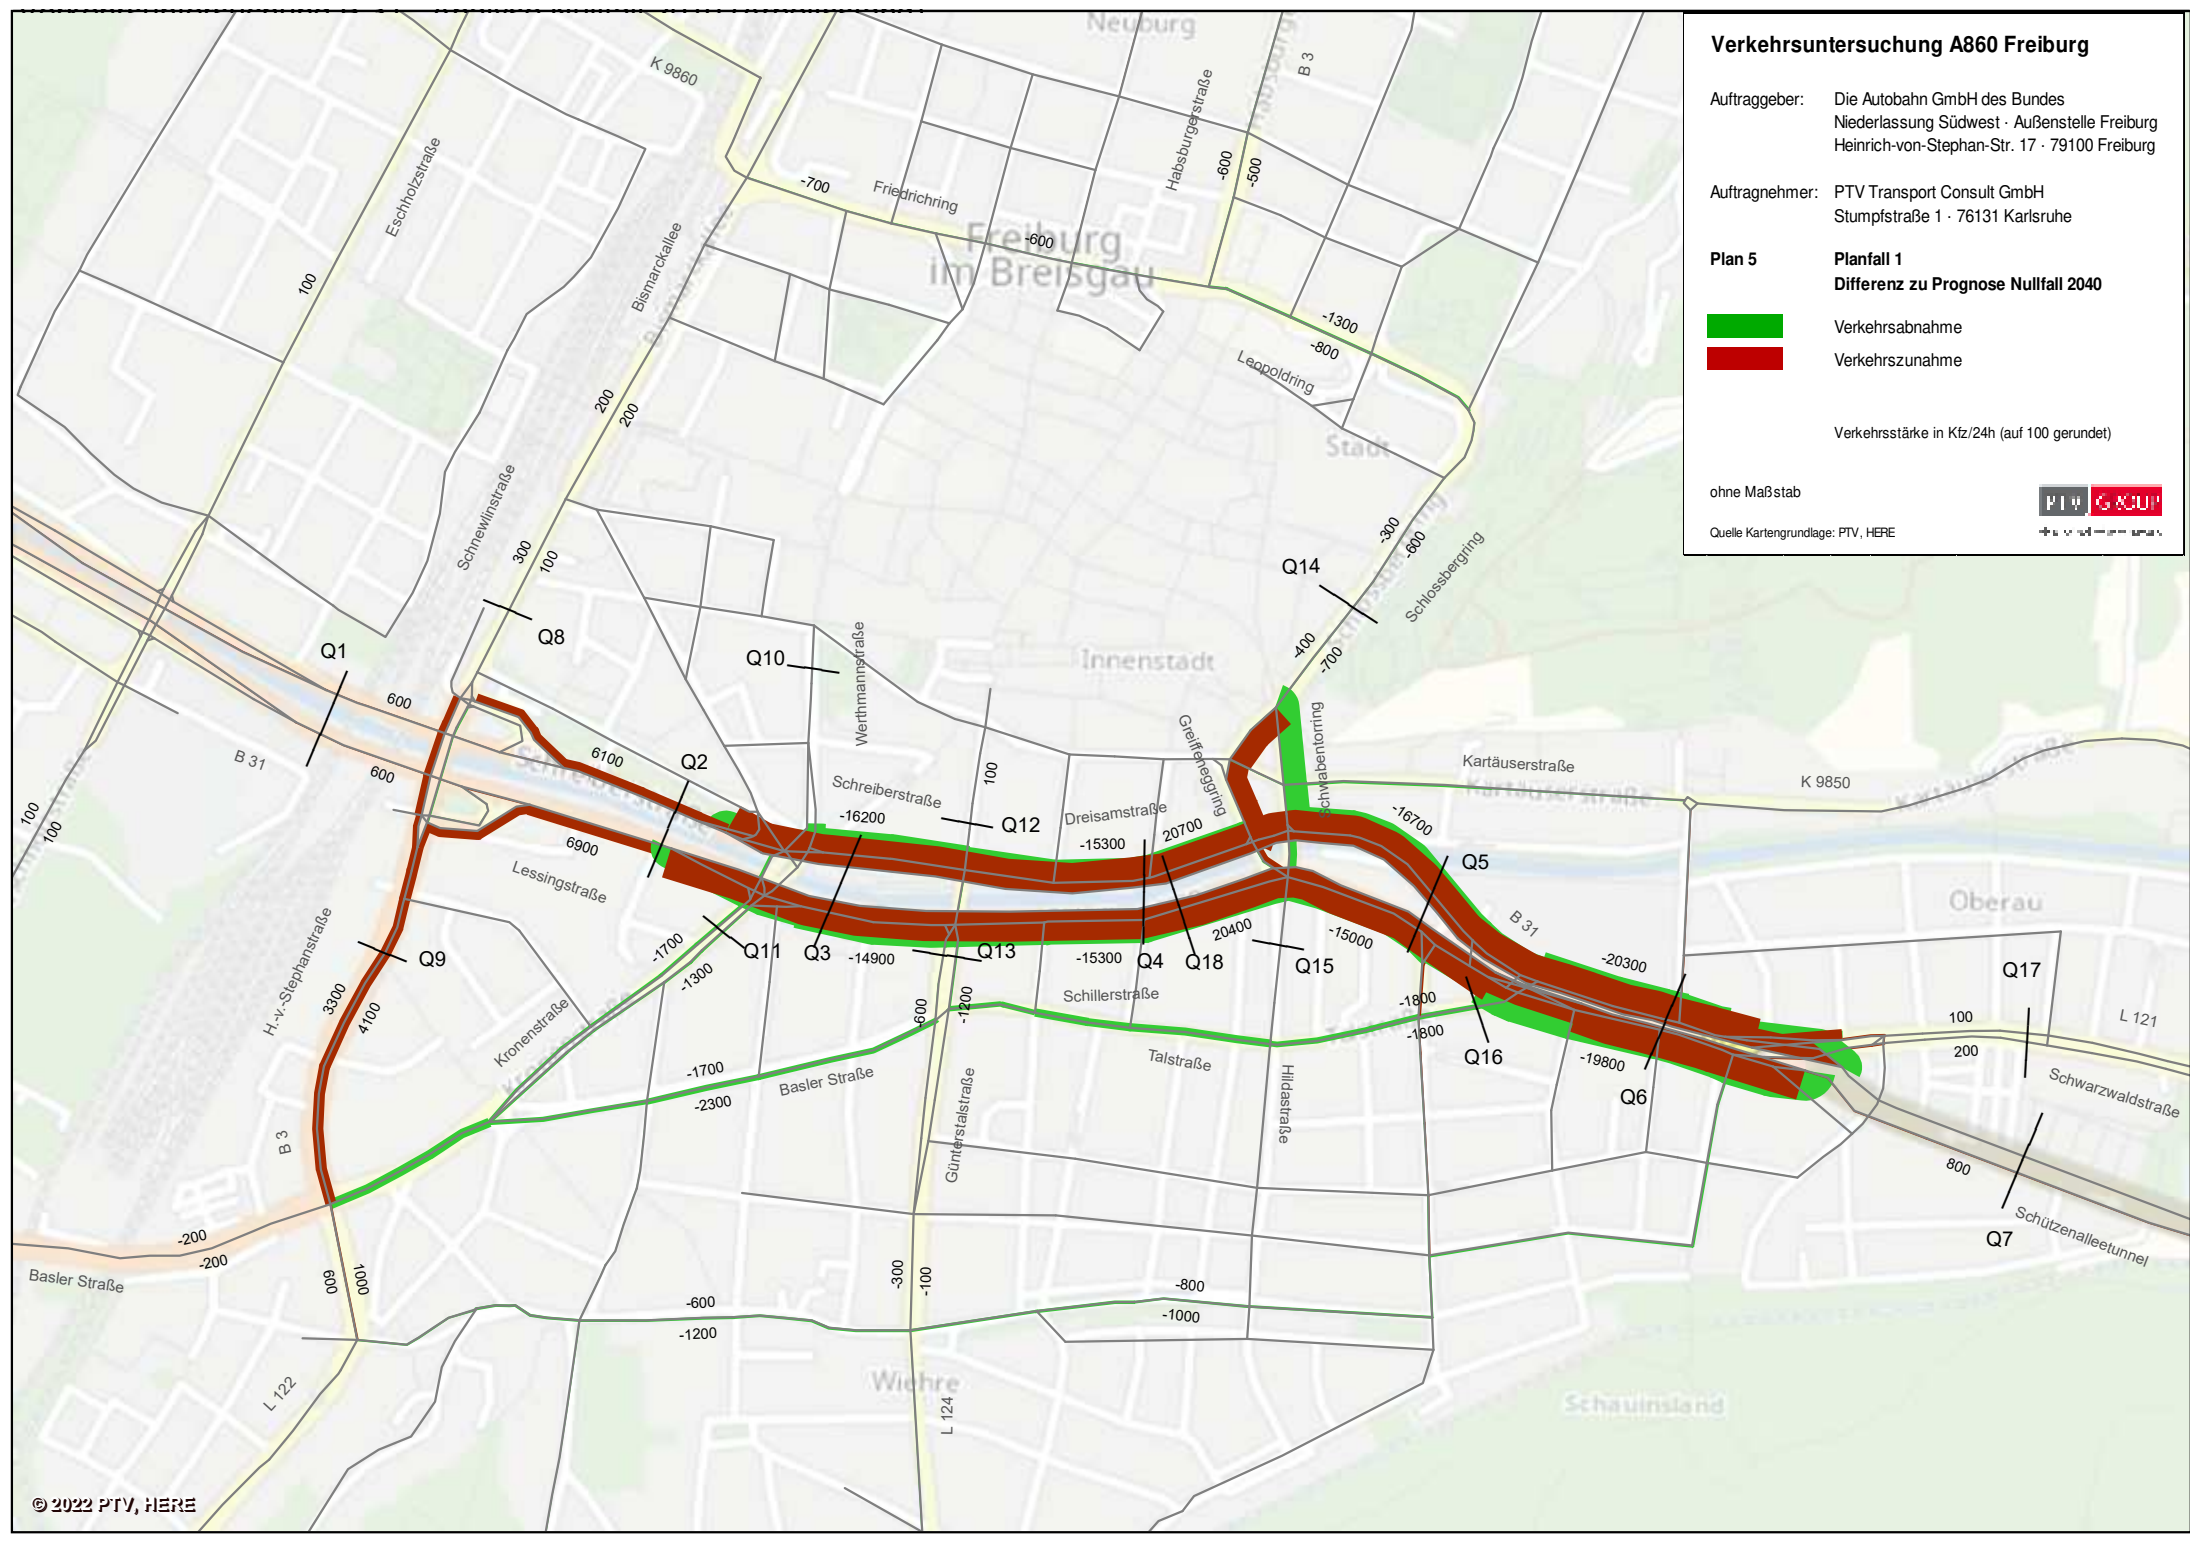 Verkehrsuntersuchung A860 Freiburg
Auftraggeber: Die Autobahn GmbH des Bundes
Niederlassung Südwest · Außenstelle Freiburg
Heinrich-von-Stephan-Str. 17 · 79100 Freiburg
Auftragnehmer: PTV Transport Consult GmbH
Stumpfstraße 1 · 76131 Karlsruhe
Plan 5 Planfall 1
Differenz zu Prognose Nullfall 2040
Verkehrsabnahme
Verkehrszunahme
Verkehrsstärke in Kfz/24h (auf 100 gerundet)
ohne Maßstab
PTV GROUP
Quelle Kartengrundlage: PTV, HERE
Neuburg
K 9860
B 3
Habsburgerstraße
-600
-500
Eschholzstraße
-700
Friedrichring
-600
Freiburg
im Breisgau
Bismarckallee
100
-1300
-800
Leopoldring
200
200
Stadt
Schnewlinstraße
300
100
-300
-600
Schlossbergring
Q14
Q8
Q1
Q10
Werthmannstraße
Innenstadt
-400
-700
600
B 31
600
6100
Q2
Schreiberstraße
-16200
100
Q12
Dreisamstraße
-15300
20700
Greiffeneggring
Schwabentorring
-16700
Kartäuserstraße
Kartäuserstraße
K 9850
Kartäuserstraße
100
100
6900
Lessingstraße
Q5
B 31
Oberau
H.-v.-Stephanstraße
Q9
3300
4100
-1700
-1300
Q11
Q3
-14900
Q13
-15300
Q4
Q18
20400
Q15
-15000
-20300
Q17
Kronenstraße
-600
-1200
Schillerstraße
-1800
-1800
Q16
-19800
Q6
100
200
L 121
Schwarzwaldstraße
Talstraße
-1700
-2300
Basler Straße
Günterstalstraße
Hildastraße
B 3
800
Schützenalleetunnel
Q7
-200
-200
Basler Straße
600
1000
-300
-100
-600
-1200
-800
-1000
Wiehre
L 122
L 124
Schauinsland
© 2022 PTV, HERE